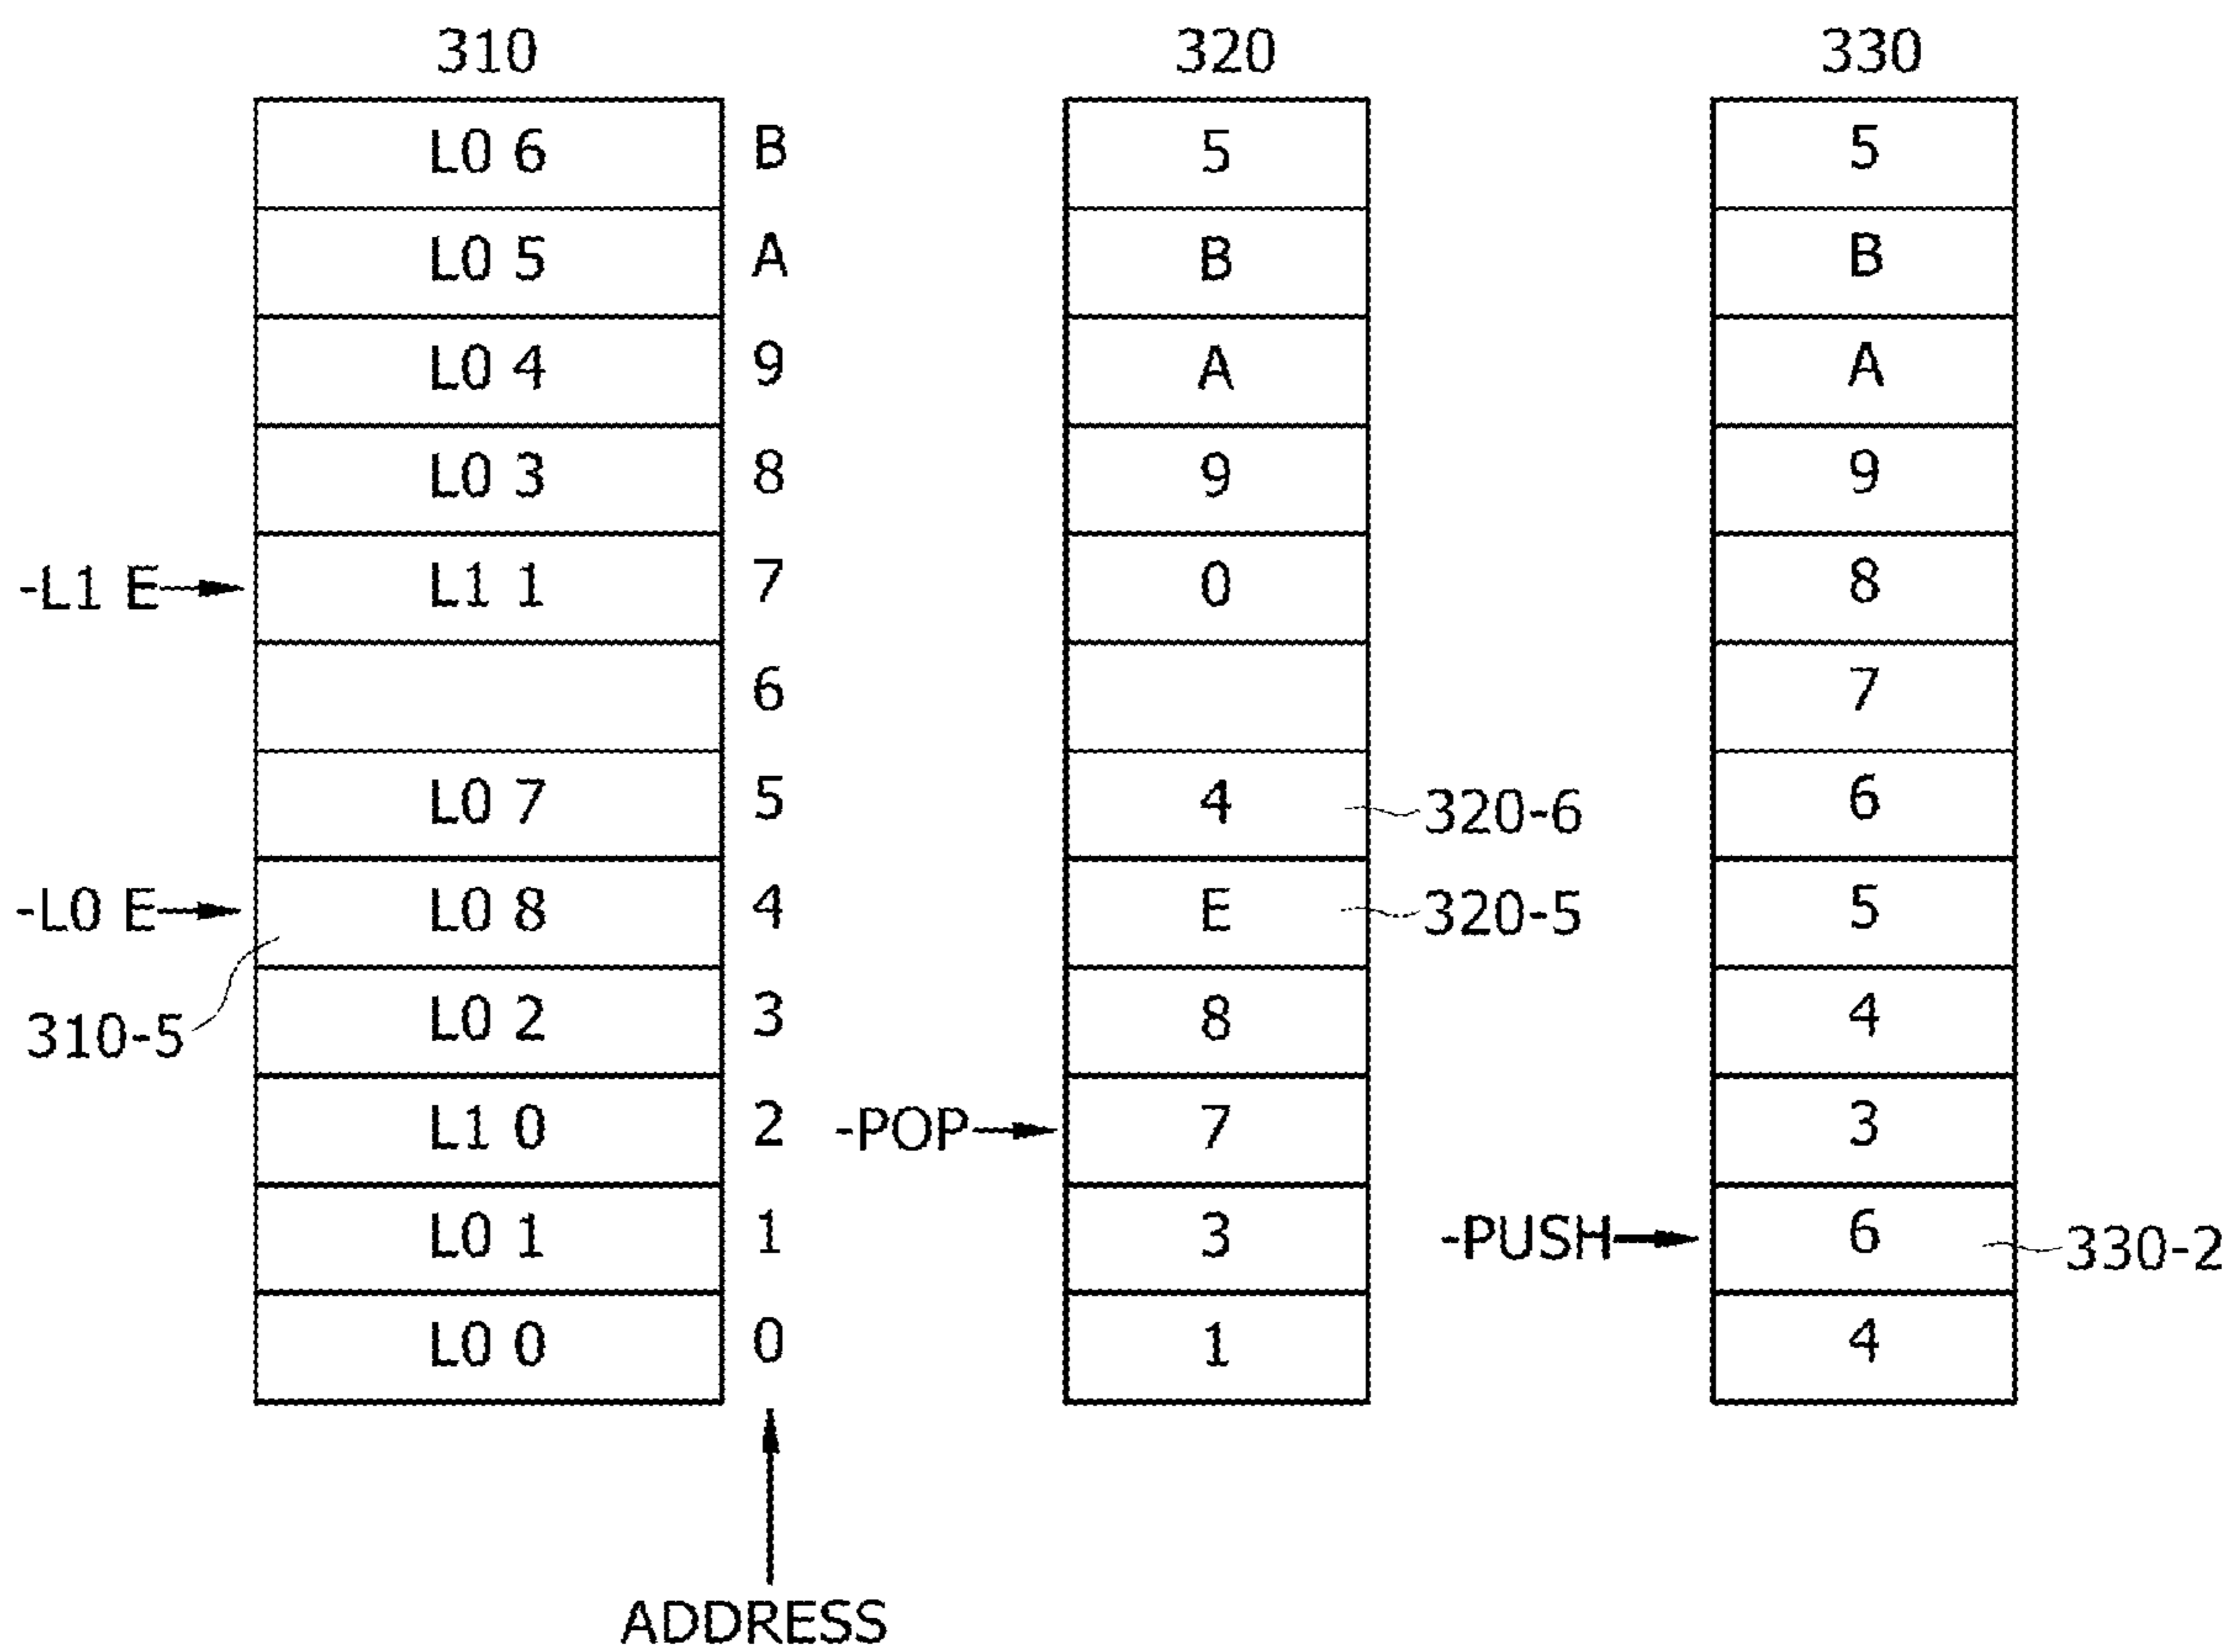 310 320 330
L0 6 B 5 5
L0 5 A B B
L0 4 9 A A
L0 3 8 9 9
-L1 E L1 1 7 0 8
6 7
L0 7 5 4 320-6 6
-L0 E L0 8 4 E 320-5 5
310-5 L0 2 3 8 4
L1 0 2 -POP 7 3
L0 1 1 3 -PUSH 6 330-2
L0 0 0 1 4
ADDRESS